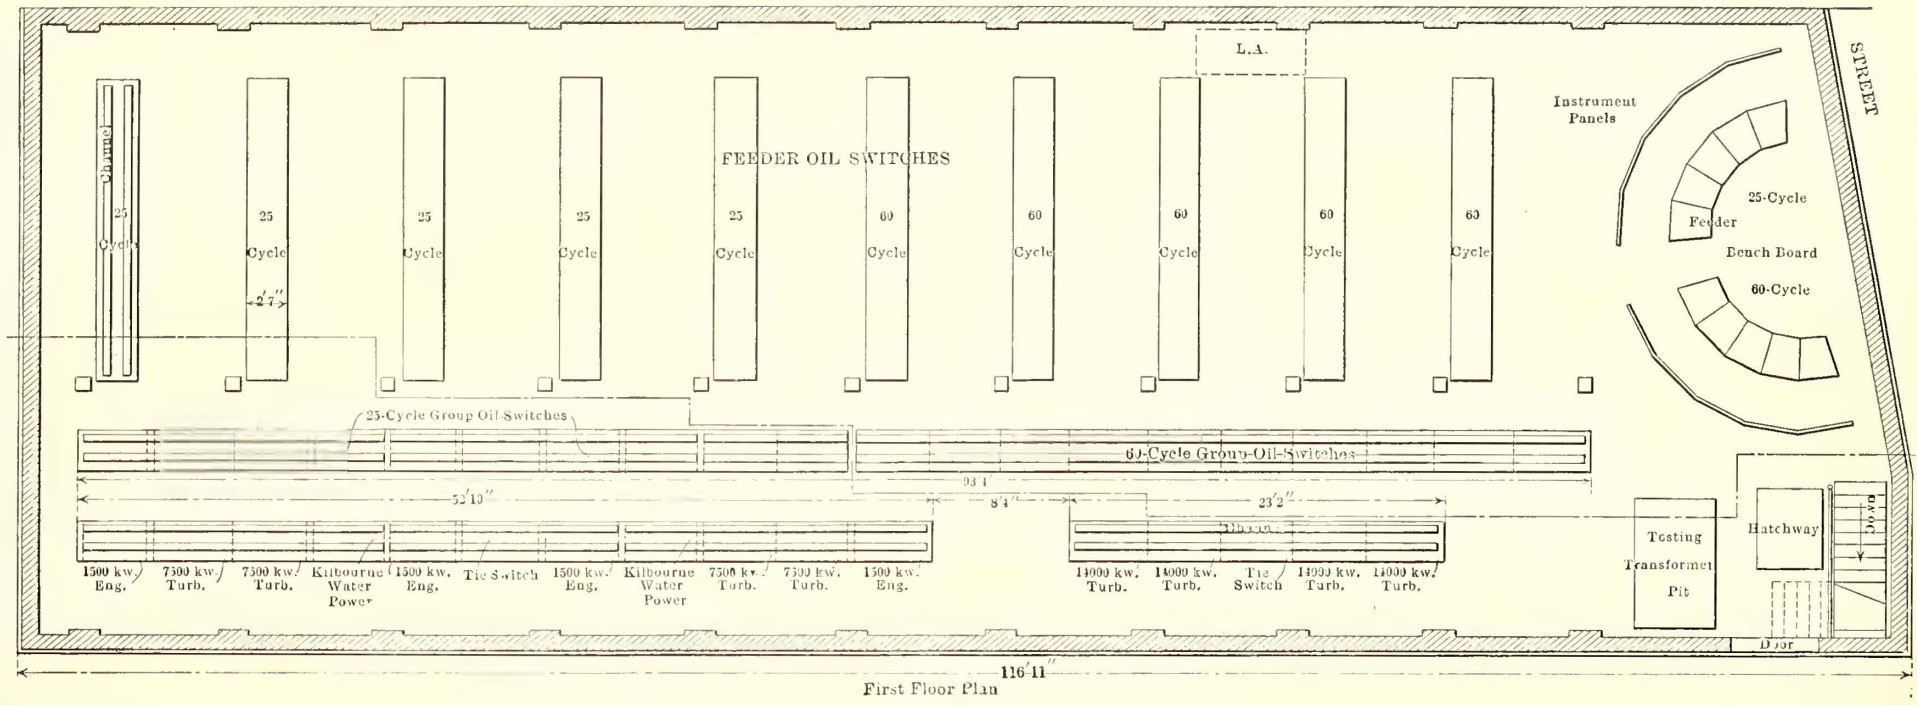 L.A.
STREET
Instrument
Panels
Channel
FEEDER OIL SWITCHES
25
Cycle
25
Cycle
25
Cycle
25
Cycle
25
Cycle
60
Cycle
60
Cycle
60
Cycle
60
Cycle
60
Cycle
2'7"
25-Cycle
Feeder
Bench Board
60-Cycle
25-Cycle Group Oil-Switches
60-Cycle Group-Oil-Switches
8'4"
23'2"
Down
Hatchway
Testing
Transformer
Pit
1500 kw.
Eng.
7500 kw.
Turb.
7500 kw.
Turb.
Kilbourne
Water
Power
1500 kw.
Eng.
Tie Switch
1500 kw.
Eng.
Kilbourne
Water
Power
7500 kw.
Turb.
7500 kw.
Turb.
1500 kw.
Eng.
14000 kw.
Turb.
14000 kw.
Turb.
Tie
Switch
14000 kw.
Turb.
14000 kw.
Turb.
Door
116'11"
First Floor Plan